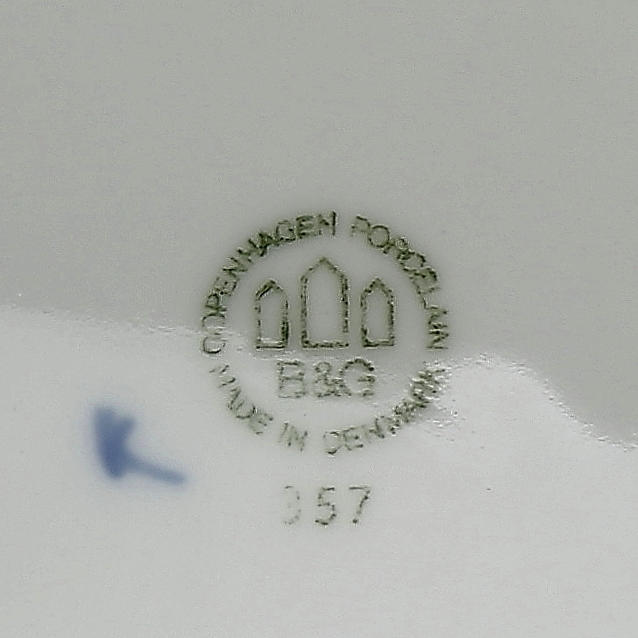 COPENHAGEN PORCELAIN
B&G
MADE IN DENMARK
357